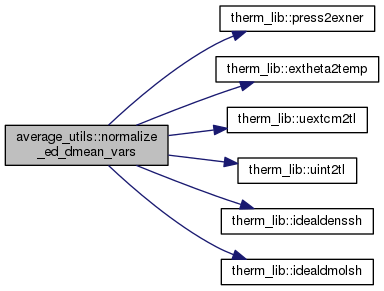 therm_lib::press2exner
therm_lib::extheta2temp
therm_lib::uextcm2tl
average_utils::normalize
_ed_dmean_vars
therm_lib::uint2tl
therm_lib::idealdenssh
therm_lib::idealdmolsh